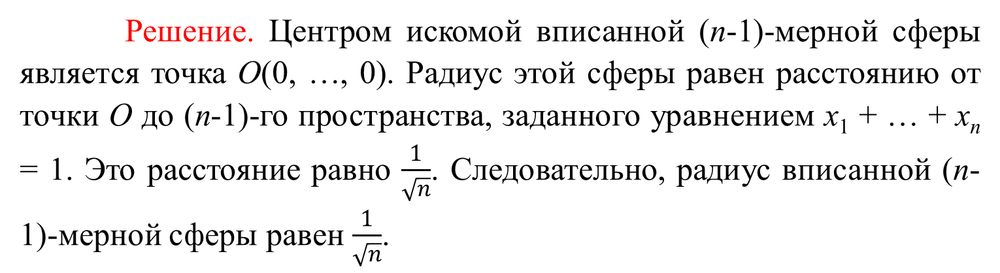 Решение. Центром искомой вписанной (n-1)-мерной сферы
является точка O(0, …, 0). Радиус этой сферы равен расстоянию от
точки O до (n-1)-го пространства, заданного уравнением x₁ + … + xₙ
= 1. Это расстояние равно 1/√n. Следовательно, радиус вписанной (n-
1)-мерной сферы равен 1/√n.